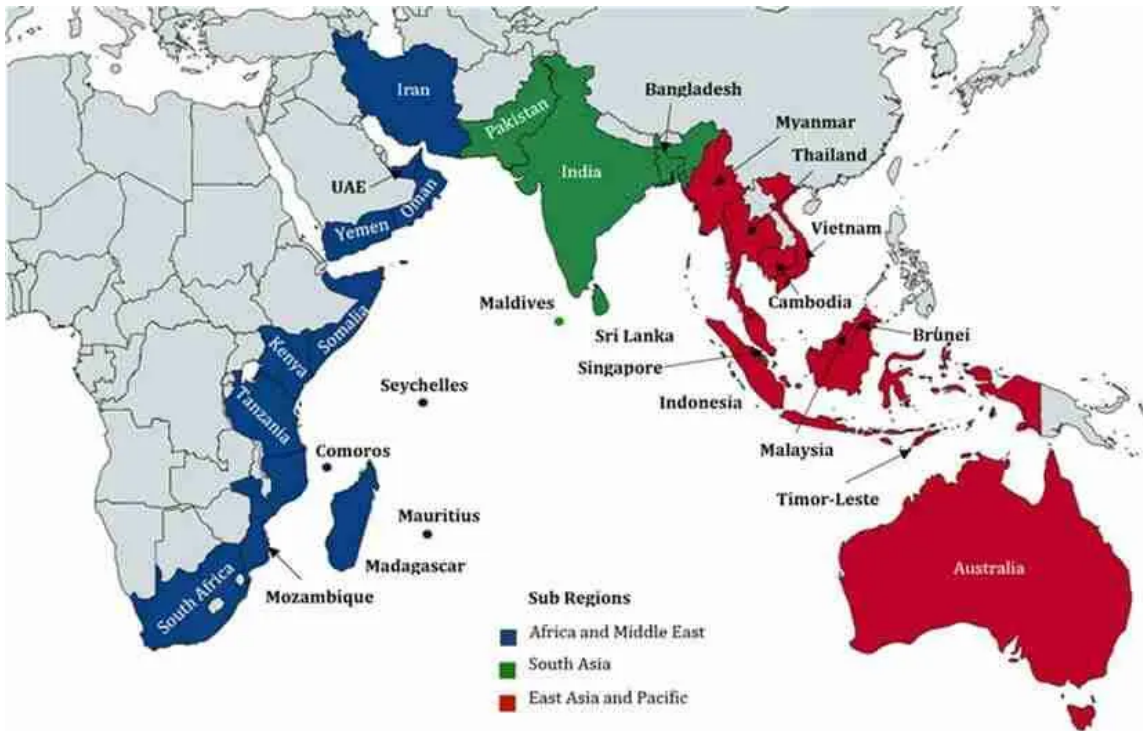 Iran
Pakistan
Bangladesh
Myanmar
Thailand
India
UAE
Oman
Yemen
Vietnam
Maldives
Cambodia
Somalia
Sri Lanka
Brunei
Kenya
Singapore
Seychelles
Indonesia
Tanzania
Malaysia
Comoros
Timor-Leste
Mauritius
Madagascar
Australia
South Africa
Mozambique
Sub Regions
Africa and Middle East
South Asia
East Asia and Pacific